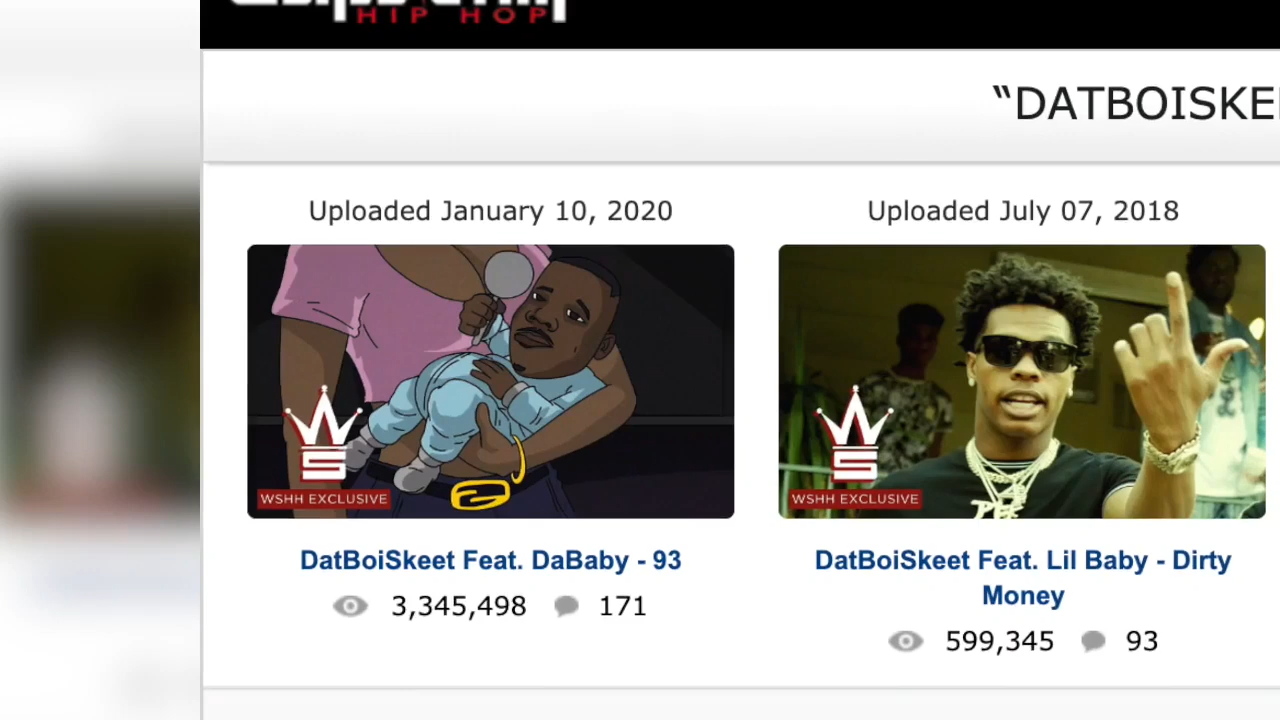 HIP HOP
“DATBOISKE
Uploaded January 10, 2020
Uploaded July 07, 2018
WSHH EXCLUSIVE
WSHH EXCLUSIVE
DatBoiSkeet Feat. DaBaby - 93
3,345,498 171
DatBoiSkeet Feat. Lil Baby - Dirty
Money
599,345 93